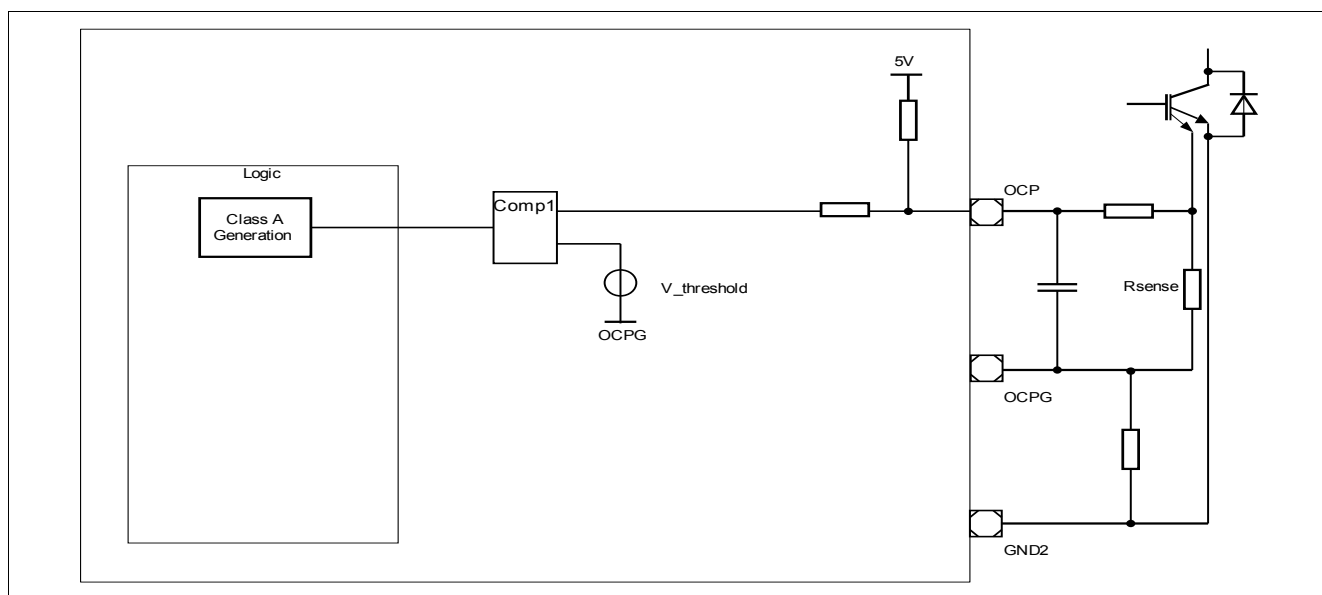 5V
Logic
Class A
Generation
Comp1
OCP
V_threshold
OCPG
Rsense
OCPG
GND2